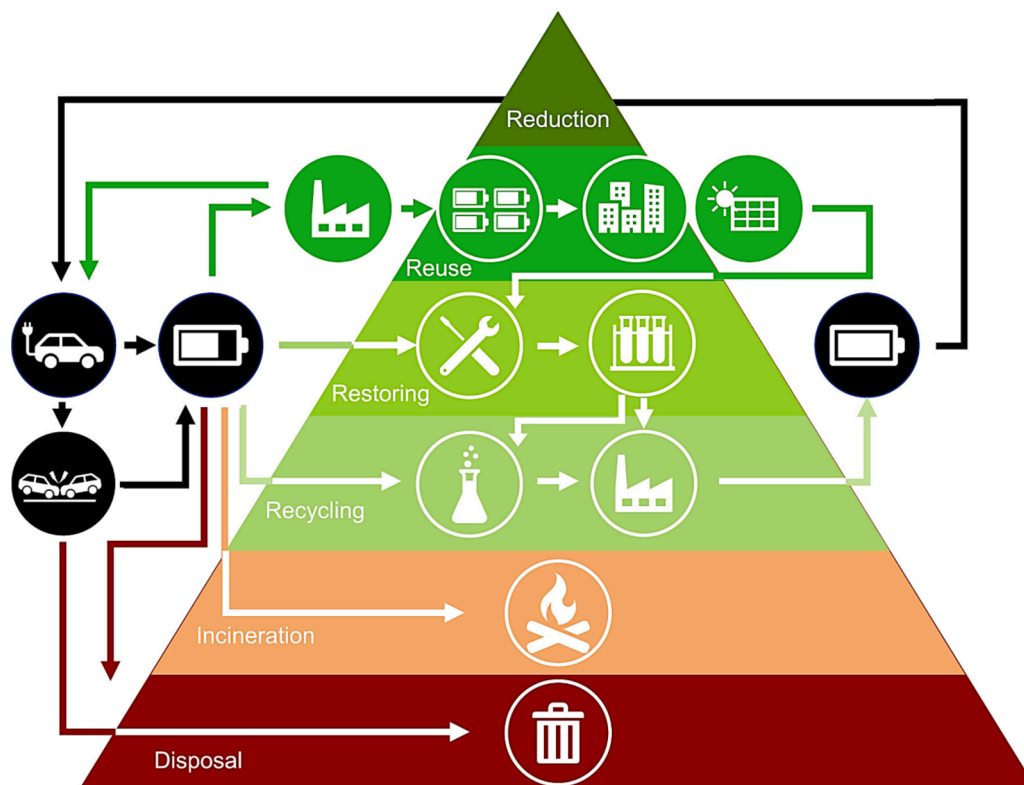 Reduction
Reuse
Restoring
Recycling
Incineration
Disposal